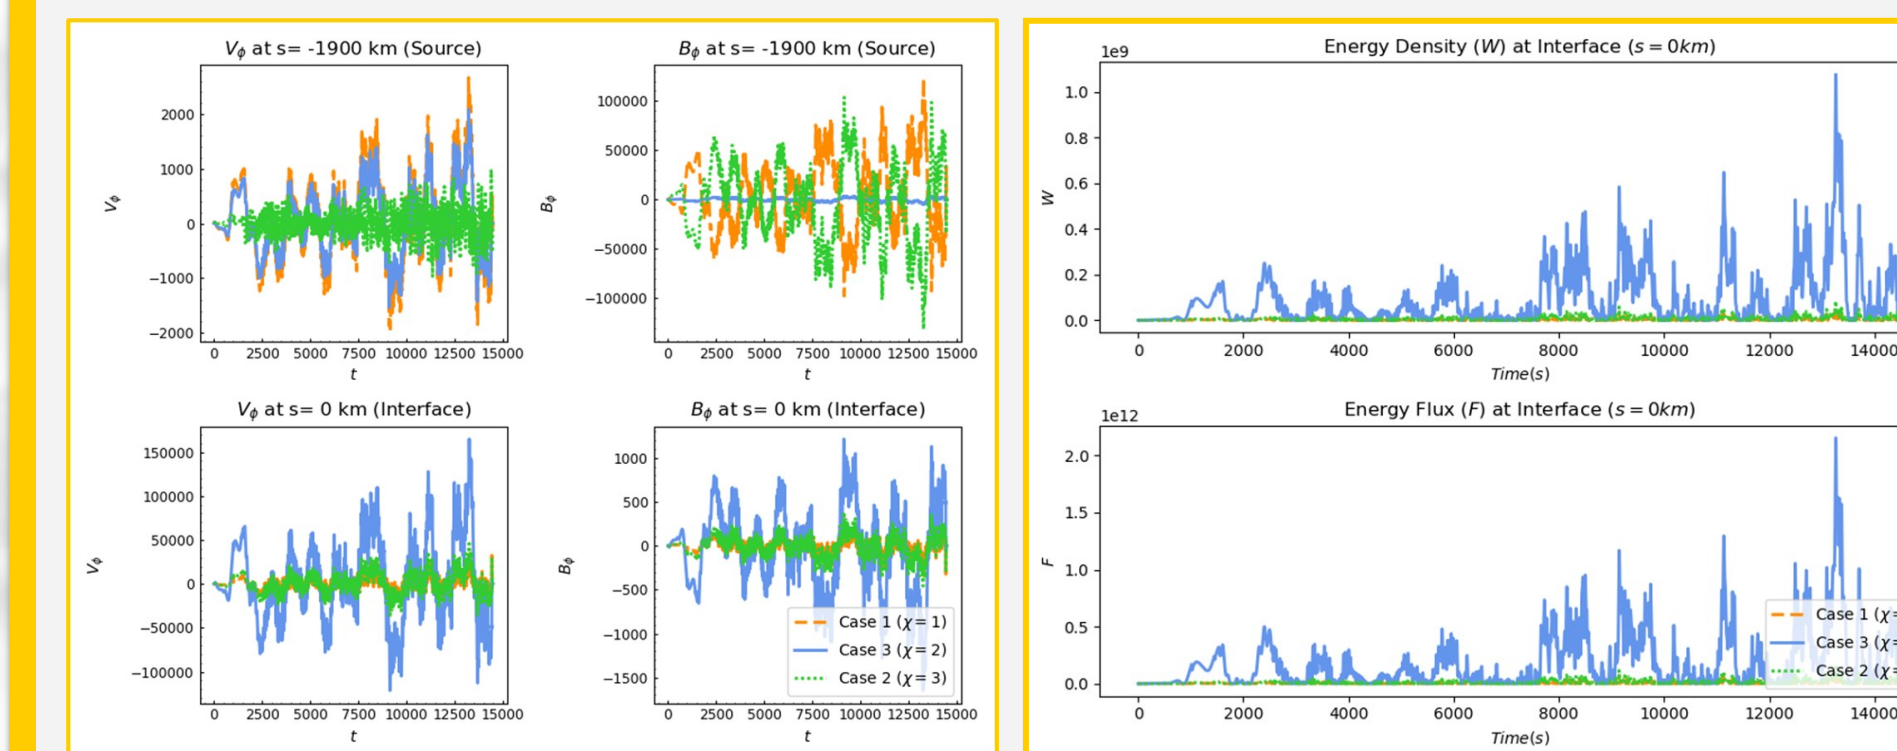 Vϕ at s= -1900 km (Source)
2000
1000
0
−1000
−2000
Vϕ
0 2500 5000 7500 10000 12500 15000
t
Bϕ at s= -1900 km (Source)
100000
50000
0
−50000
−100000
Bϕ
0 2500 5000 7500 10000 12500 15000
t
Vϕ at s= 0 km (Interface)
150000
100000
50000
0
−50000
−100000
Vϕ
0 2500 5000 7500 10000 12500 15000
t
Bϕ at s= 0 km (Interface)
1000
500
0
−500
−1000
−1500
Bϕ
Case 1 (χ= 1)
Case 3 (χ= 2)
Case 2 (χ= 3)
0 2500 5000 7500 10000 12500 15000
t
Energy Density (W) at Interface (s = 0km)
1e9
1.0
0.8
0.6
0.4
0.2
0.0
W
0 2000 4000 6000 8000 10000 12000 14000
Time(s)
Energy Flux (F) at Interface (s = 0km)
1e12
2.0
1.5
1.0
0.5
0.0
F
Case 1 (χ=
Case 3 (χ=
Case 2 (χ=
0 2000 4000 6000 8000 10000 12000 14000
Time(s)